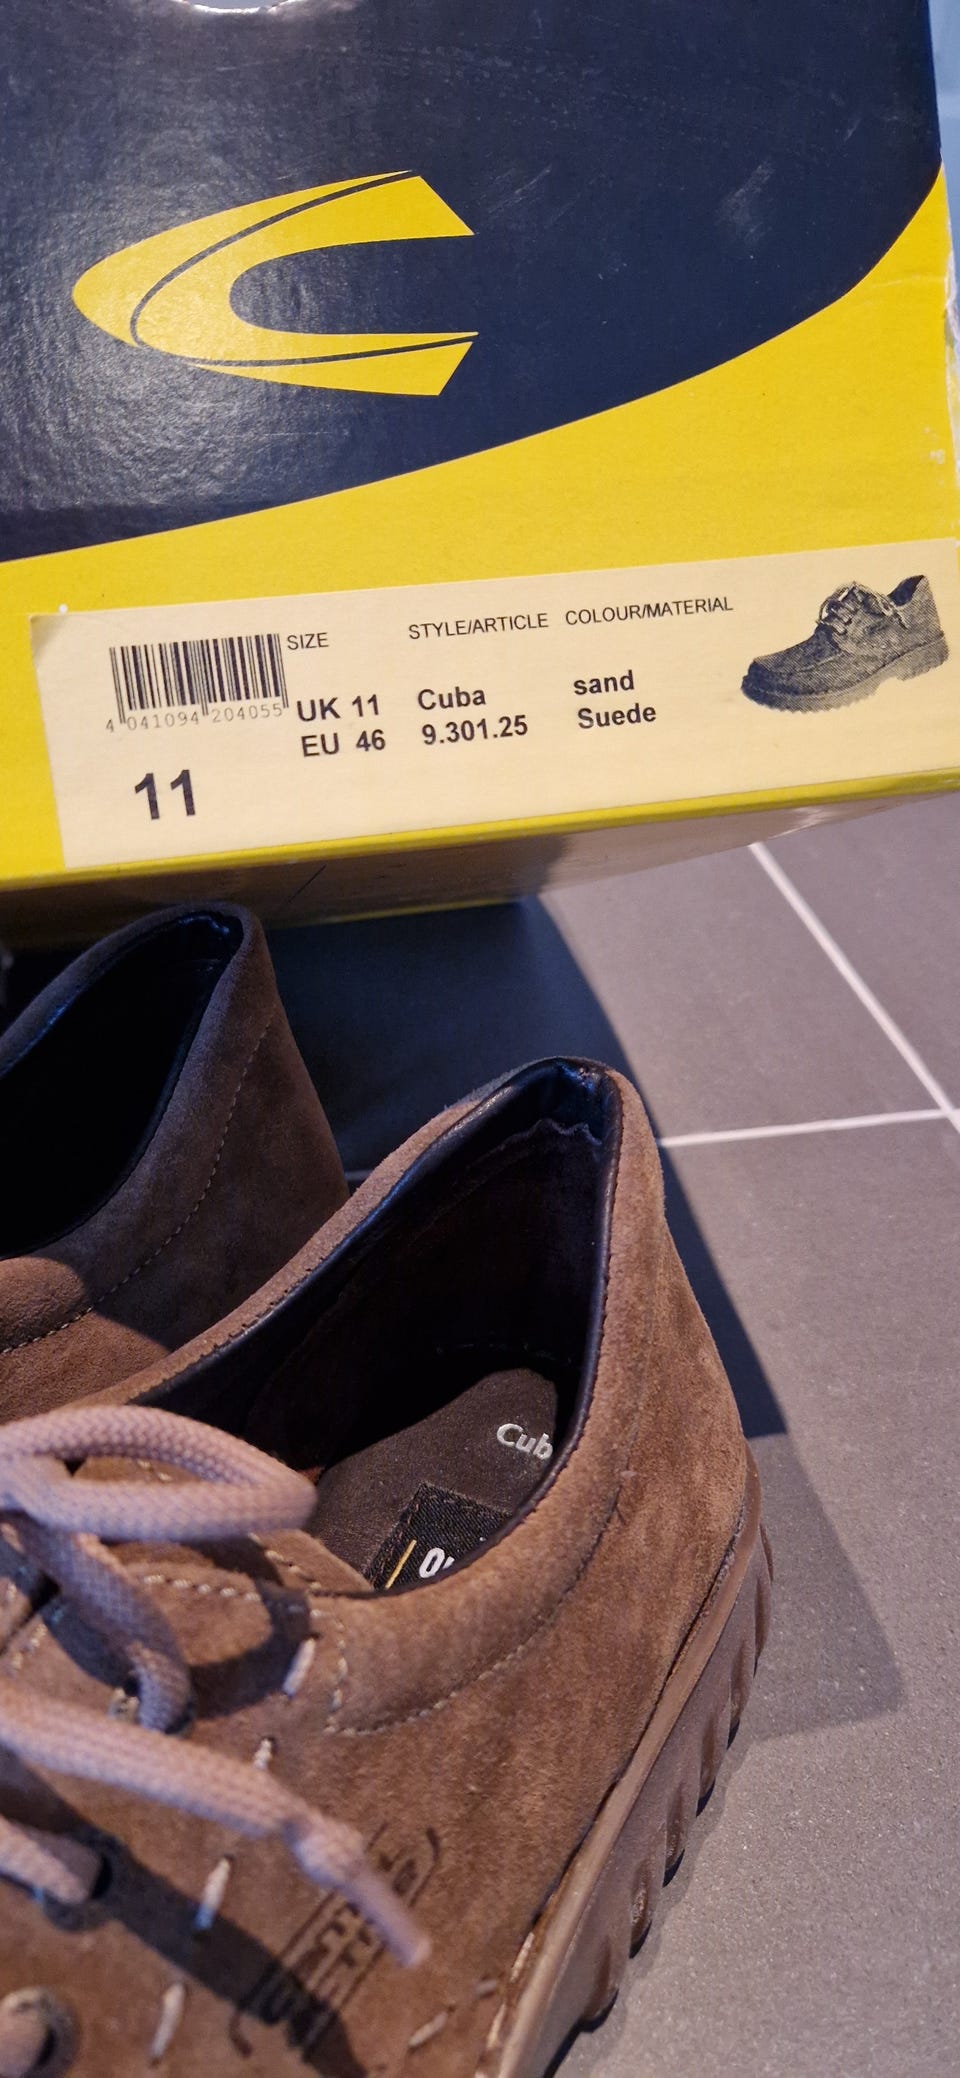 SIZE STYLE/ARTICLE COLOUR/MATERIAL
4 041094 204055
UK 11 Cuba sand
EU 46 9.301.25 Suede
11
Cub